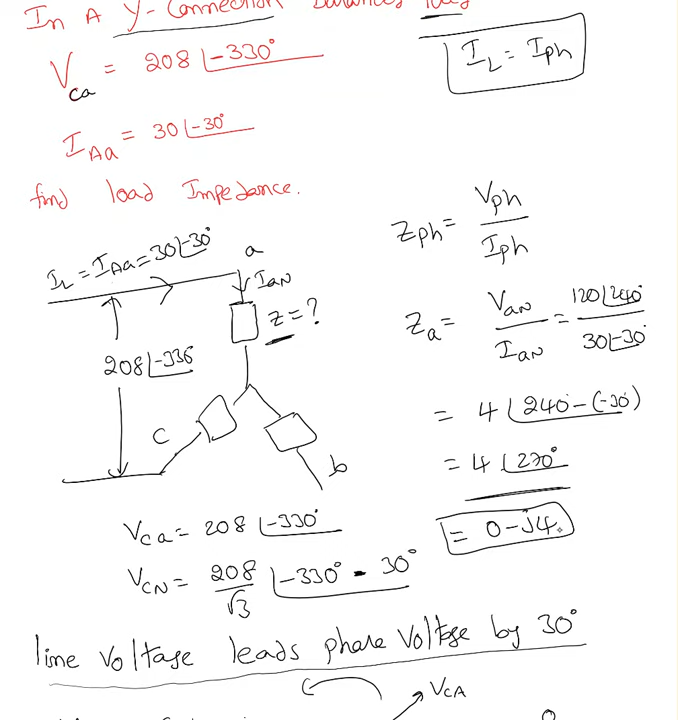 In A Y-Connection Balanced load
I_L = I_ph
V_ca = 208 ∠-330°
I_Aa = 30 ∠-30°
find load Impedance.
Z_ph = V_ph / I_ph
I_L = I_Aa = 30∠-30°
a
I_aN
Z = ?
208 ∠-330
c
b
Z_a = V_aN / I_aN = 120∠240° / 30∠-30°
= 4 ∠240° - (-30°)
= 4 ∠270°
= 0 - J4.
V_ca = 208 ∠-330°
V_CN = 208/√3 ∠-330° - 30°
line voltage leads phase voltage by 30°
V_CA